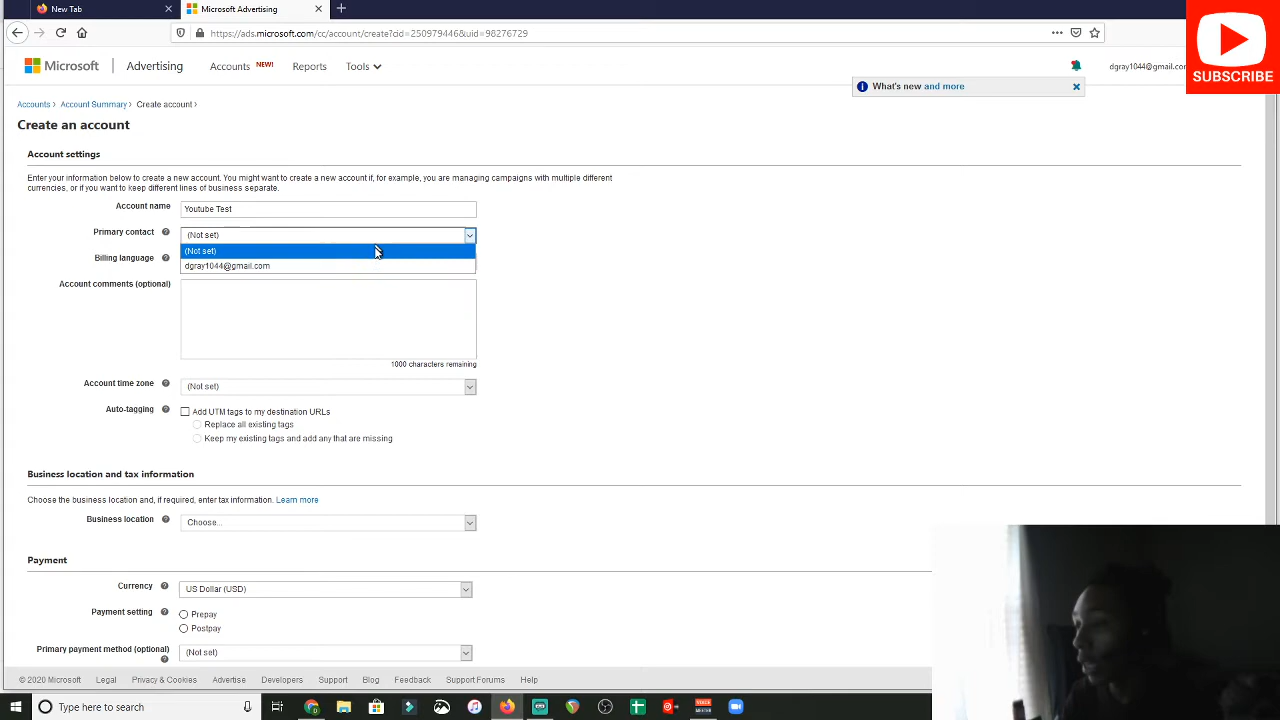 New Tab
Microsoft Advertising
https://ads.microsoft.com/cc/account/create?cid=250979446&uid=98276729
SUBSCRIBE
Microsoft
Advertising
Accounts NEW!
Reports
Tools
dgray1044@gmail.com
What's new and more
Accounts > Account Summary > Create account >
Create an account
Account settings
Enter your information below to create a new account. You might want to create a new account if, for example, you are managing campaigns with multiple different
currencies, or if you want to keep different lines of business separate.
Account name Youtube Test
Primary contact (Not set)
(Not set)
Billing language
dgray1044@gmail.com
Account comments (optional)
1000 characters remaining
Account time zone (Not set)
Auto-tagging Add UTM tags to my destination URLs
Replace all existing tags
Keep my existing tags and add any that are missing
Business location and tax information
Choose the business location and, if required, enter tax information. Learn more
Business location Choose...
Payment
Currency US Dollar (USD)
Payment setting Prepay
Postpay
Primary payment method (optional) (Not set)
© 2020 Microsoft Legal Privacy & Cookies Advertise Developers Support Blog Feedback Support Forums Help
Type here to search